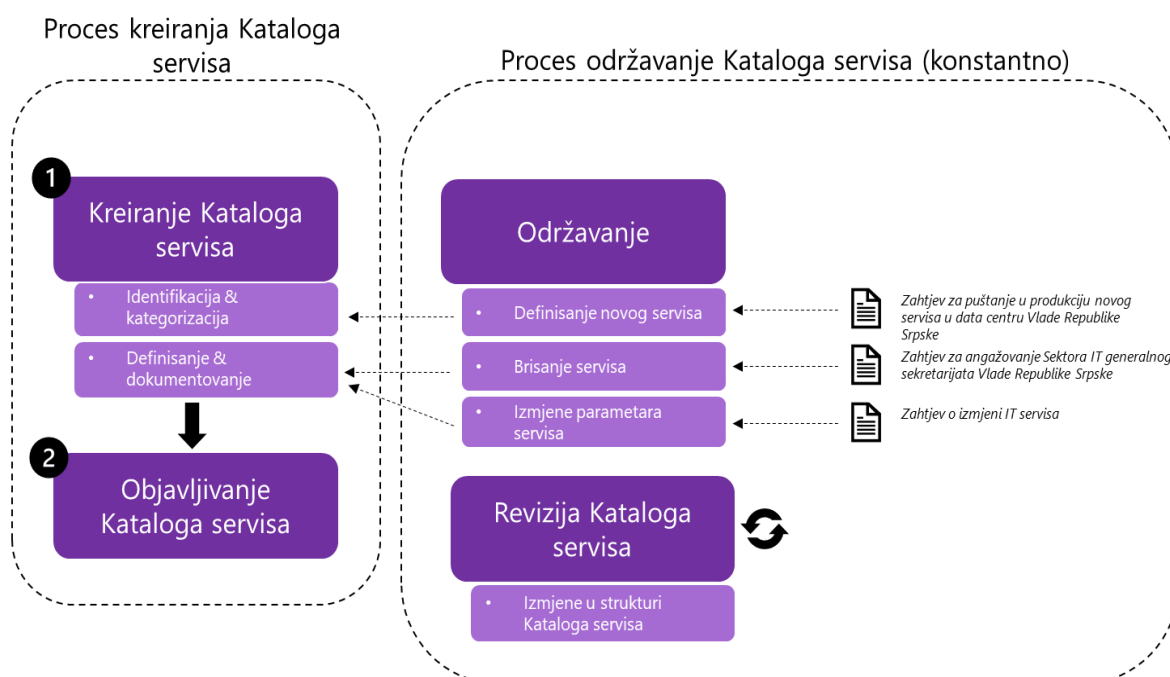 Proces kreiranja Kataloga
servisa
1
Kreiranje Kataloga
servisa
• Identifikacija &
kategorizacija
• Definisanje &
dokumentovanje
2
Objavljivanje
Kataloga servisa
Proces održavanje Kataloga servisa (konstantno)
Održavanje
• Definisanje novog servisa
• Brisanje servisa
• Izmjene parametara
servisa
Zahtjev za puštanje u produkciju novog
servisa u data centru Vlade Republike
Srpske
Zahtjev za angažovanje Sektora IT generalnog
sekretarijata Vlade Republike Srpske
Zahtjev o izmjeni IT servisa
Revizija Kataloga
servisa
• Izmjene u strukturi
Kataloga servisa